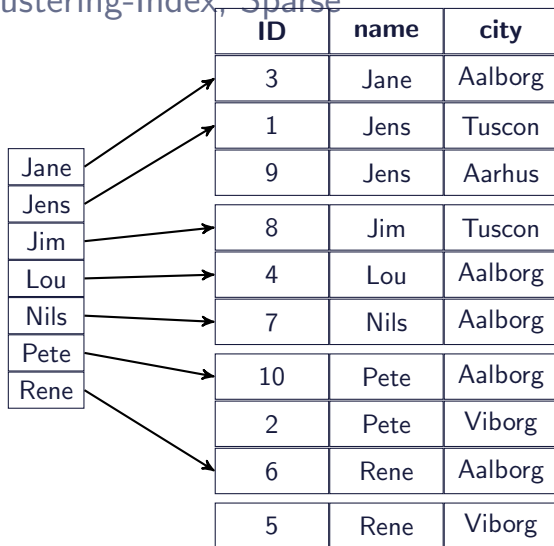 ustering-Index, Sparse
ID name city
3 Jane Aalborg
1 Jens Tuscon
9 Jens Aarhus
8 Jim Tuscon
4 Lou Aalborg
7 Nils Aalborg
10 Pete Aalborg
2 Pete Viborg
6 Rene Aalborg
5 Rene Viborg
Jane
Jens
Jim
Lou
Nils
Pete
Rene